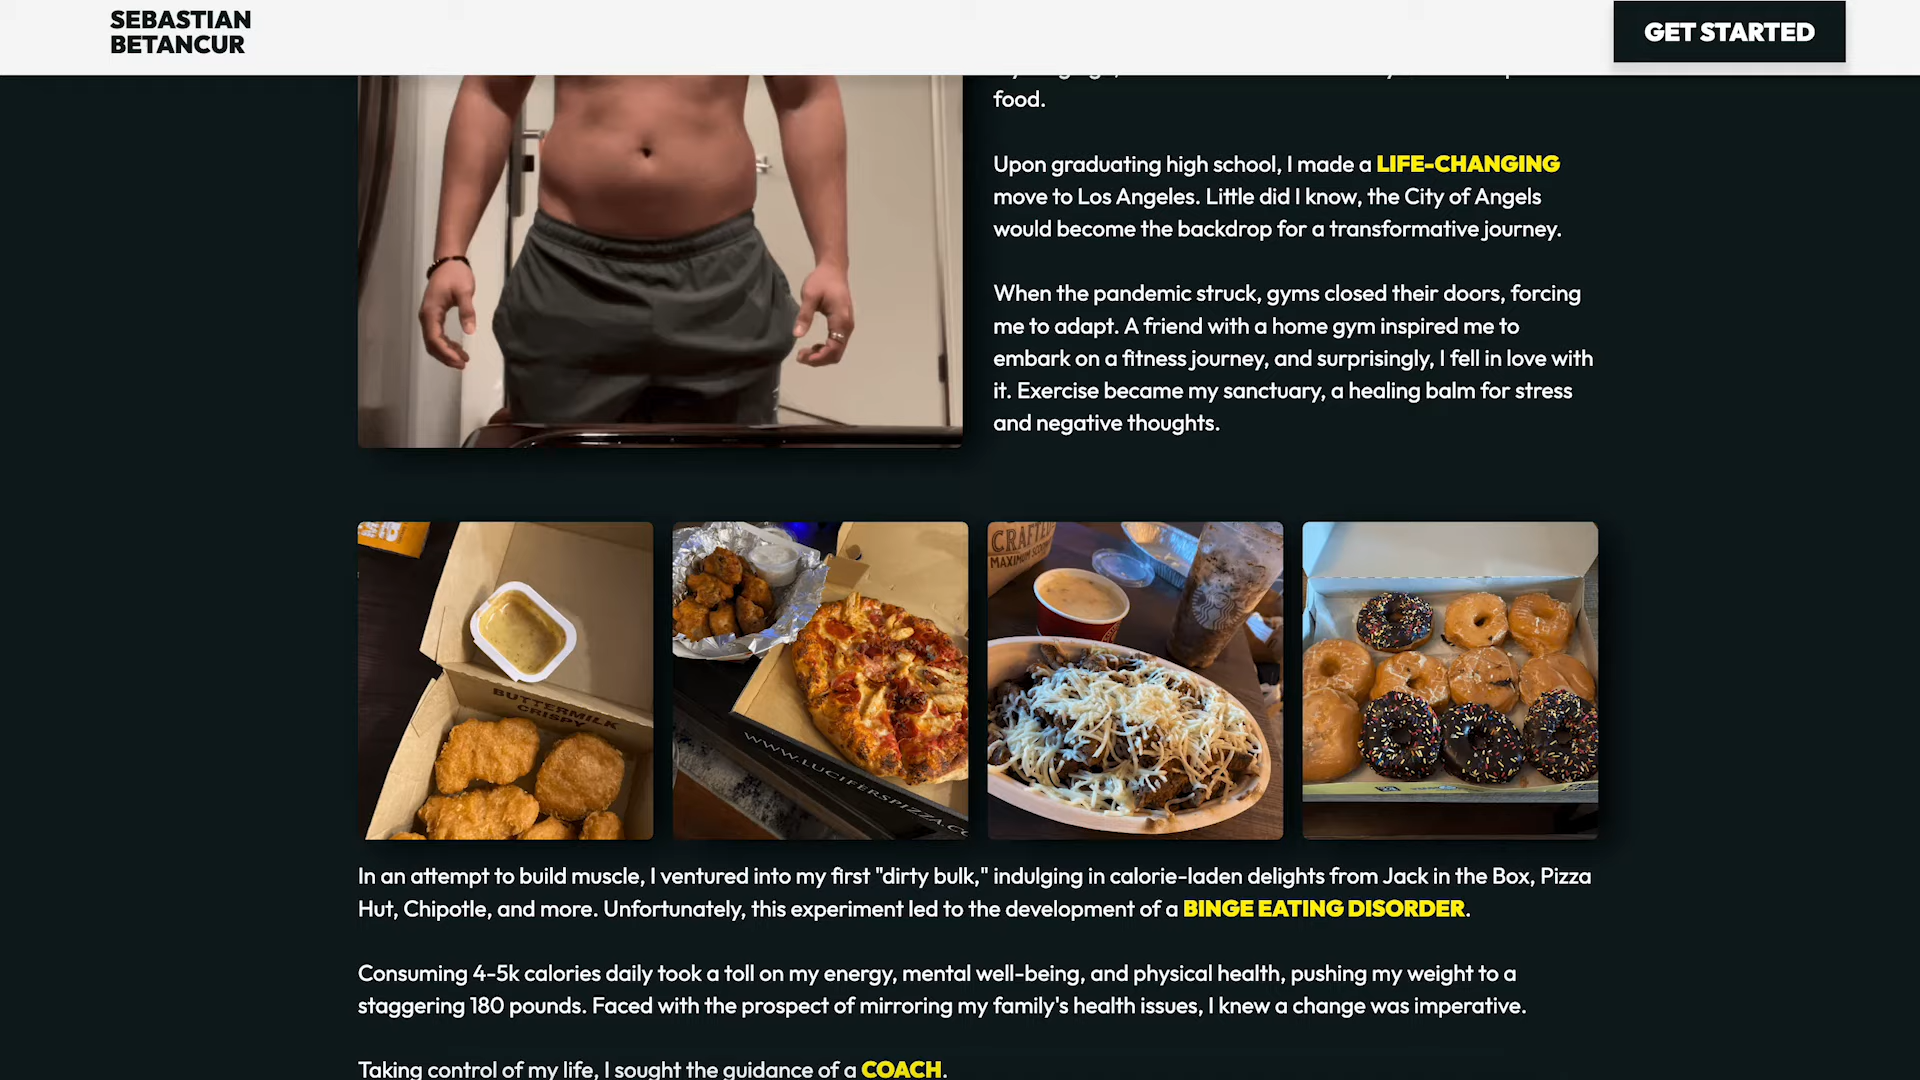 SEBASTIAN
BETANCUR
GET STARTED
food.
Upon graduating high school, I made a LIFE-CHANGING
move to Los Angeles. Little did I know, the City of Angels
would become the backdrop for a transformative journey.
When the pandemic struck, gyms closed their doors, forcing
me to adapt. A friend with a home gym inspired me to
embark on a fitness journey, and surprisingly, I fell in love with
it. Exercise became my sanctuary, a healing balm for stress
and negative thoughts.
BUTTERMILK
CRISPY
WWW.LUCIFERSPIZZA.CO
CRAFTED
MAXIMUM
In an attempt to build muscle, I ventured into my first "dirty bulk," indulging in calorie-laden delights from Jack in the Box, Pizza
Hut, Chipotle, and more. Unfortunately, this experiment led to the development of a BINGE EATING DISORDER.
Consuming 4-5k calories daily took a toll on my energy, mental well-being, and physical health, pushing my weight to a
staggering 180 pounds. Faced with the prospect of mirroring my family's health issues, I knew a change was imperative.
Taking control of my life, I sought the guidance of a COACH.